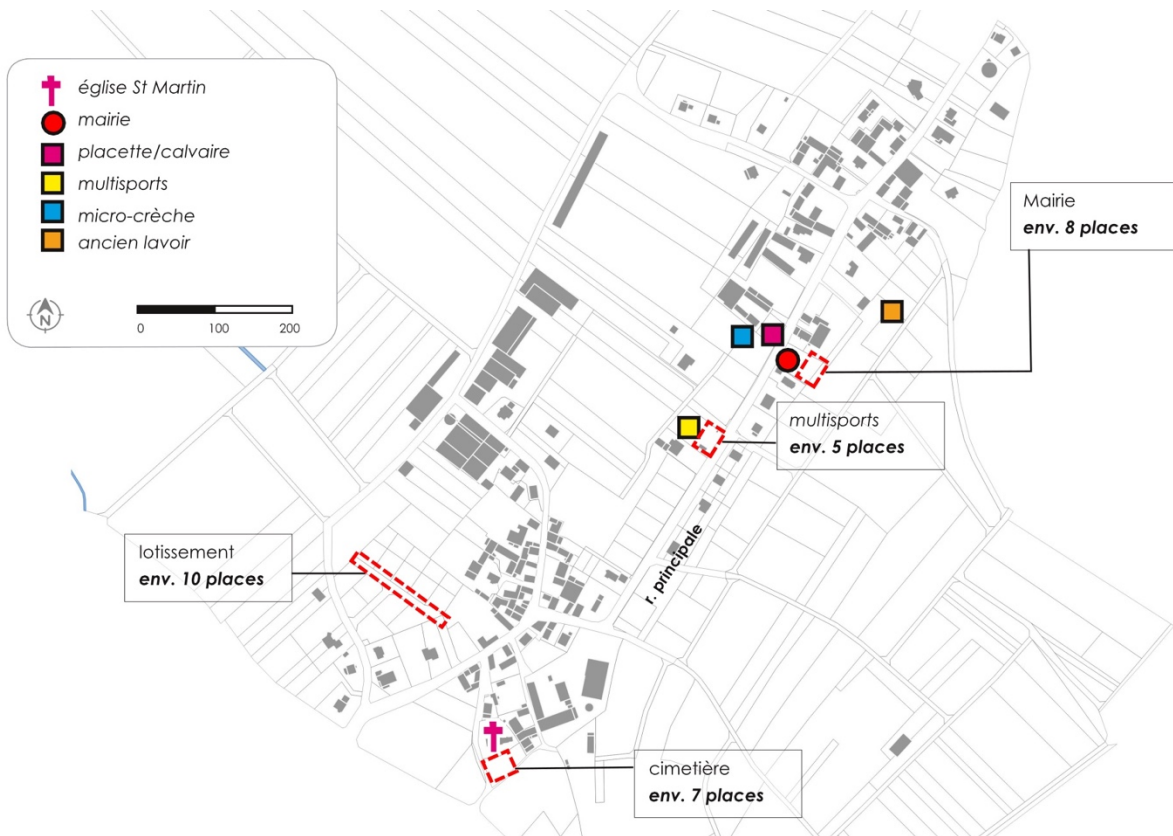 église St Martin
mairie
placette/calvaire
multisports
micro-crèche
ancien lavoir
N
0 100 200
Mairie
env. 8 places
multisports
env. 5 places
r. principale
lotissement
env. 10 places
cimetière
env. 7 places